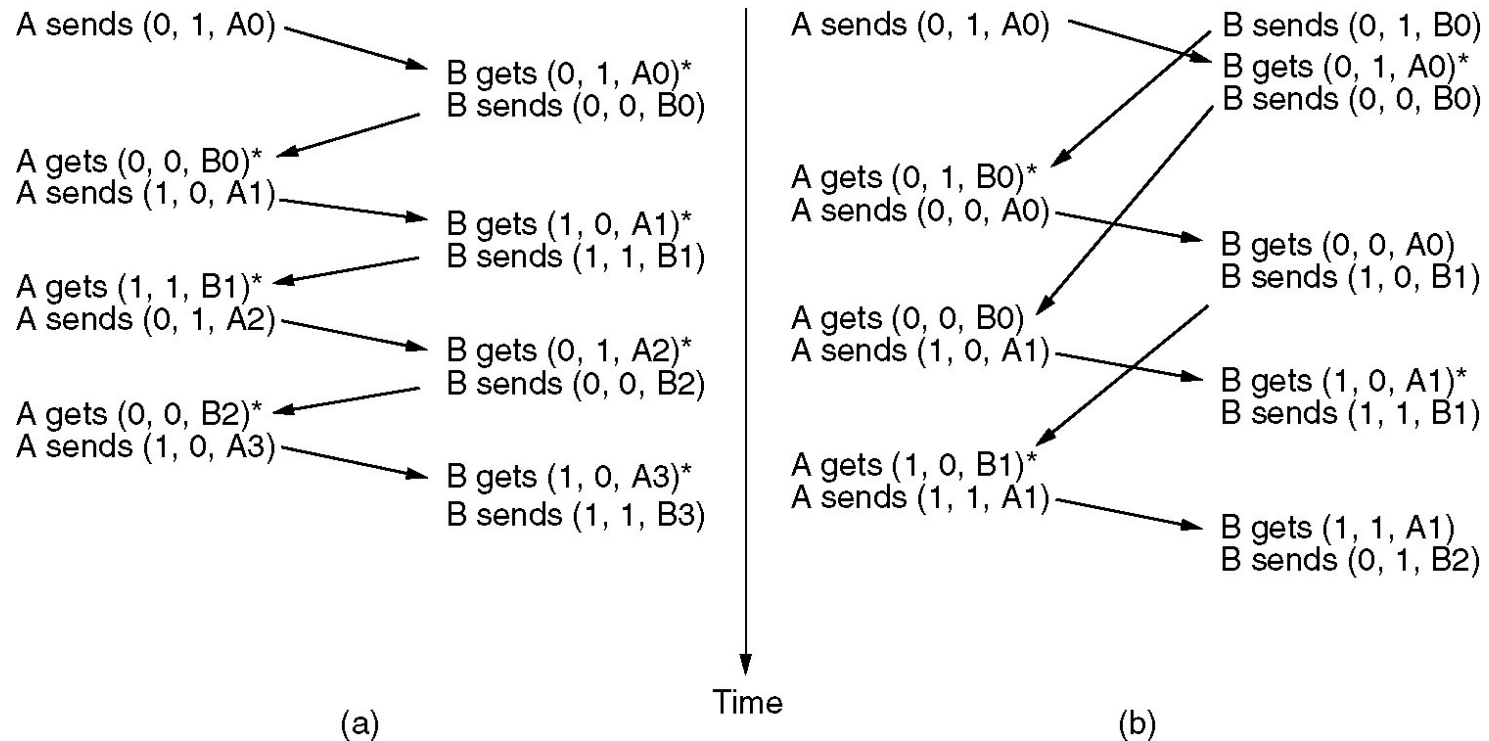 A sends (0, 1, A0)
B gets (0, 1, A0)*
B sends (0, 0, B0)
A gets (0, 0, B0)*
A sends (1, 0, A1)
B gets (1, 0, A1)*
B sends (1, 1, B1)
A gets (1, 1, B1)*
A sends (0, 1, A2)
B gets (0, 1, A2)*
B sends (0, 0, B2)
A gets (0, 0, B2)*
A sends (1, 0, A3)
B gets (1, 0, A3)*
B sends (1, 1, B3)
(a)
Time
A sends (0, 1, A0)
B sends (0, 1, B0)
B gets (0, 1, A0)*
B sends (0, 0, B0)
A gets (0, 1, B0)*
A sends (0, 0, A0)
B gets (0, 0, A0)
B sends (1, 0, B1)
A gets (0, 0, B0)
A sends (1, 0, A1)
B gets (1, 0, A1)*
B sends (1, 1, B1)
A gets (1, 0, B1)*
A sends (1, 1, A1)
B gets (1, 1, A1)
B sends (0, 1, B2)
(b)